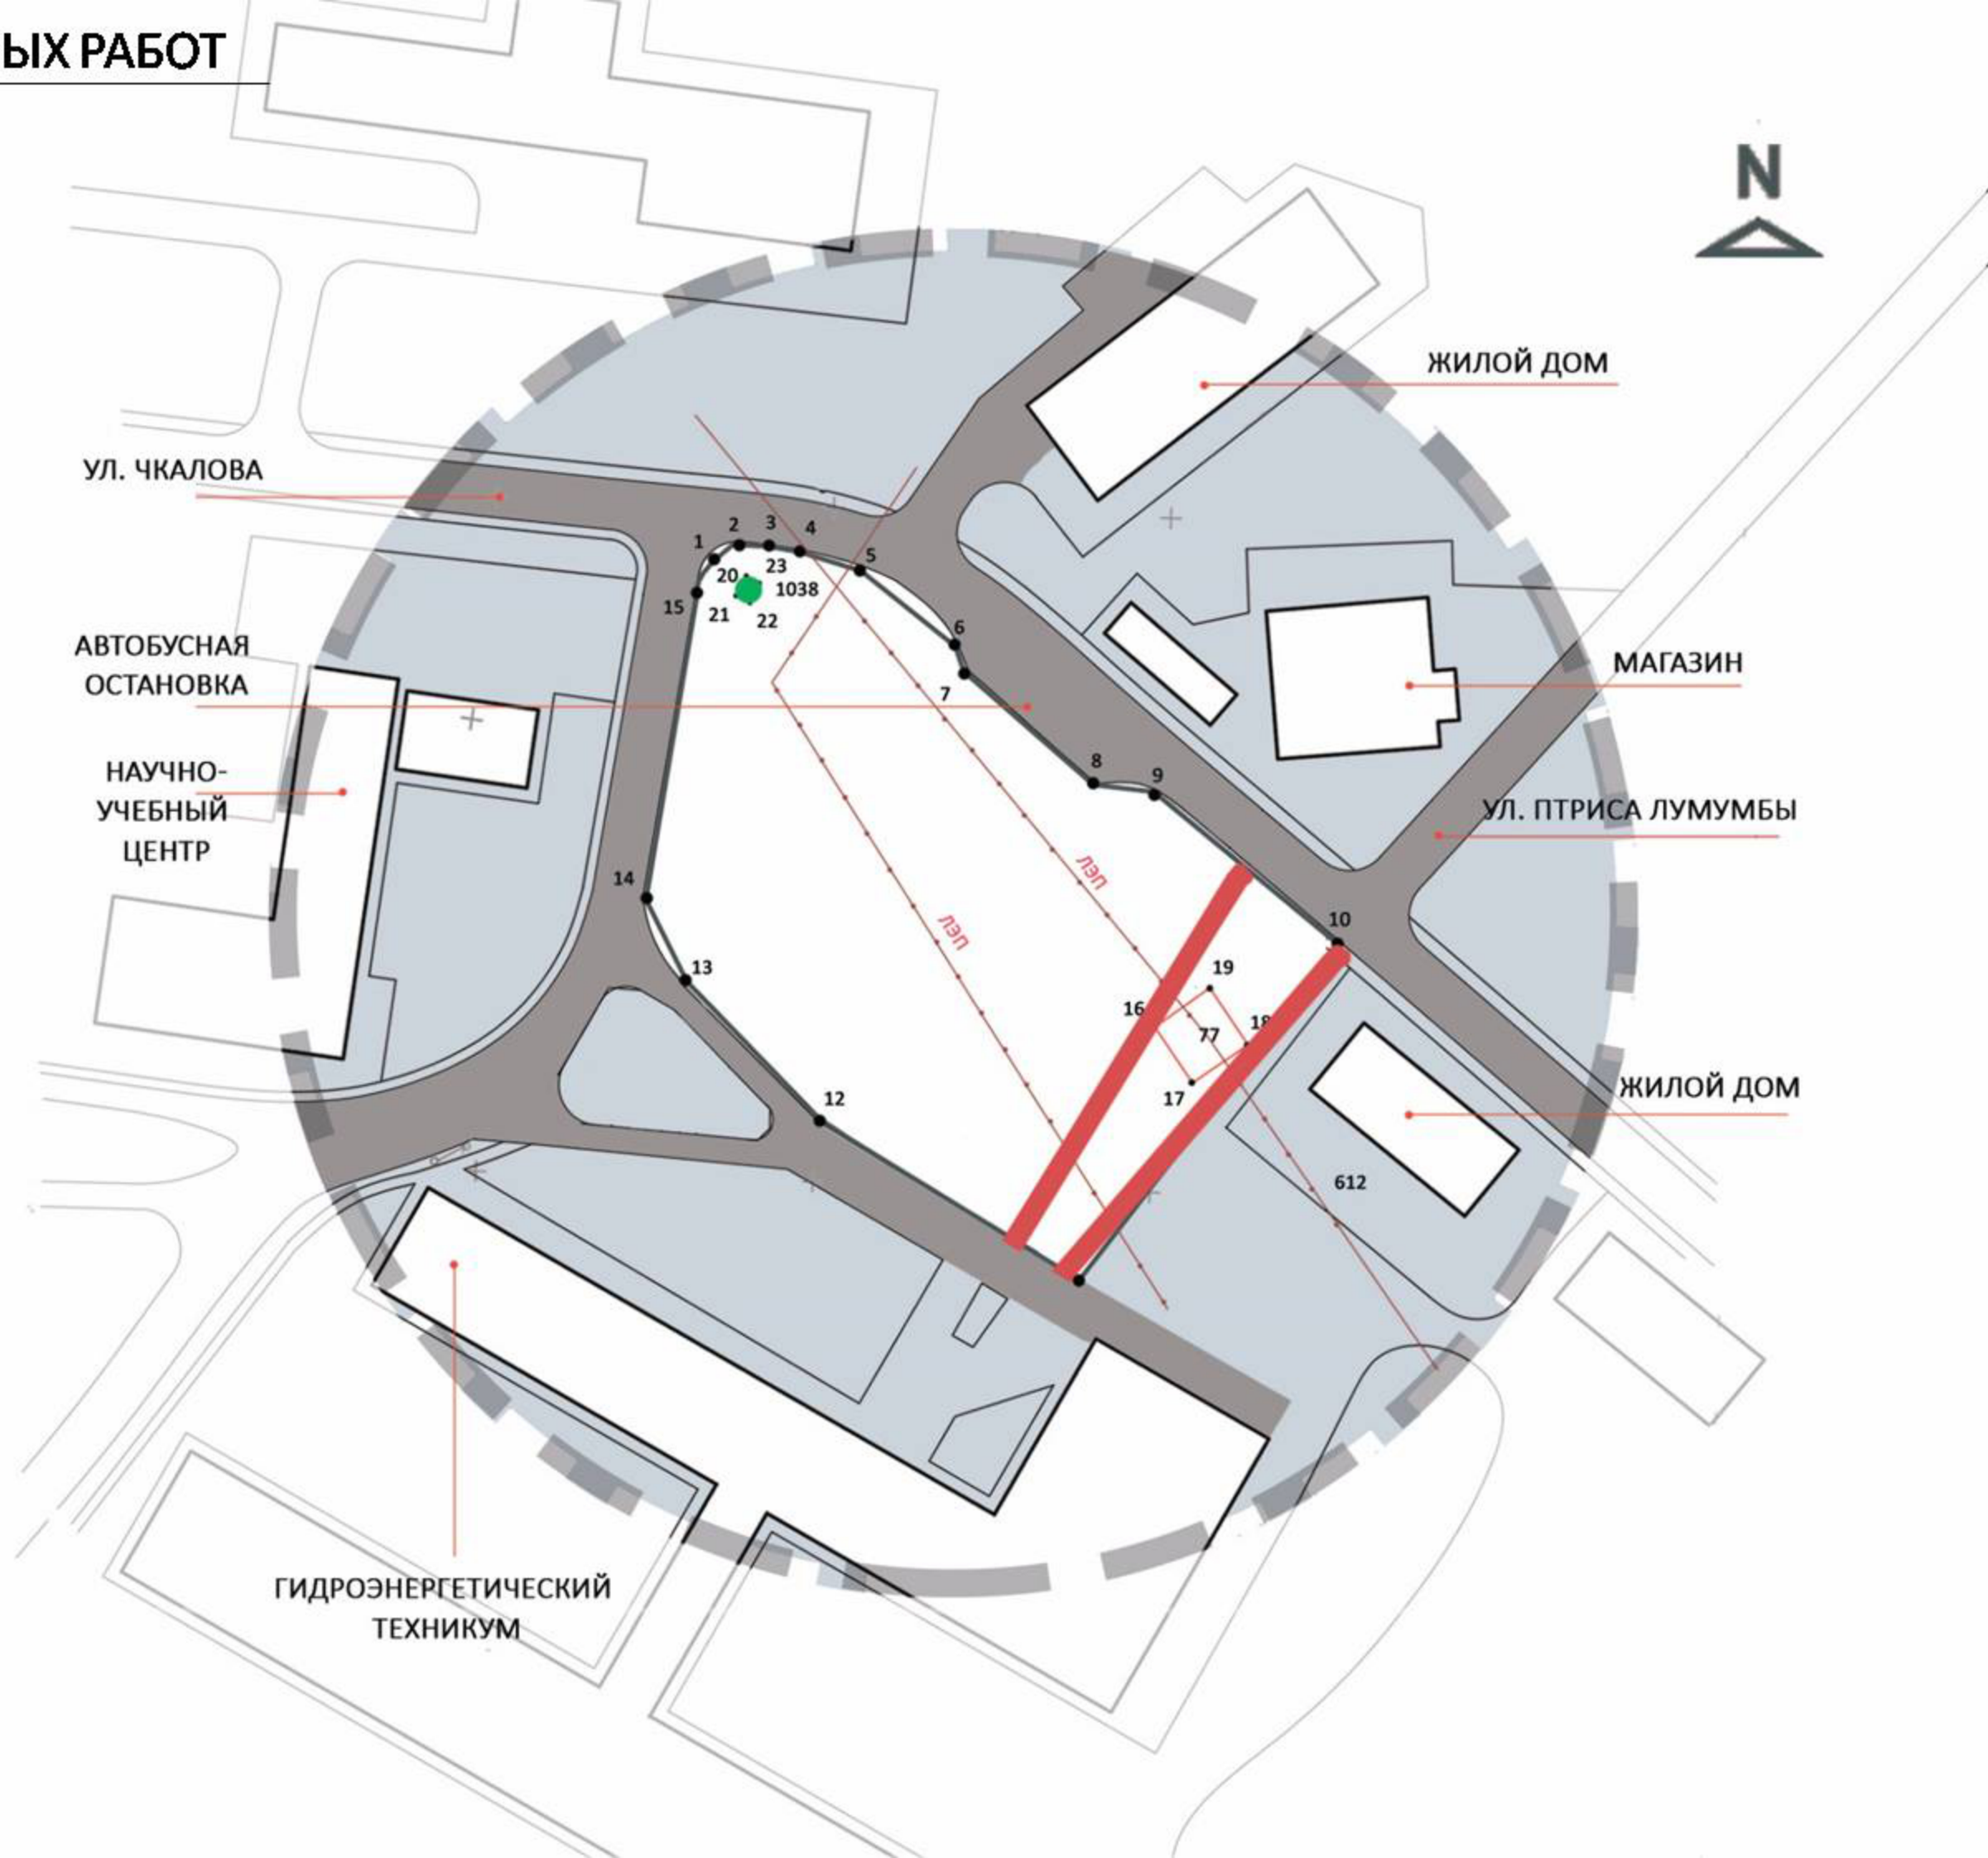 ЫХ РАБОТ
N
ЖИЛОЙ ДОМ
УЛ. ЧКАЛОВА
1
2
3
4
5
20
23
1038
15
21
22
6
7
АВТОБУСНАЯ
ОСТАНОВКА
МАГАЗИН
НАУЧНО-
УЧЕБНЫЙ
ЦЕНТР
8
9
УЛ. ПТРИСА ЛУМУМБЫ
ЛЭП
ЛЭП
14
10
13
19
16
77
18
17
12
ЖИЛОЙ ДОМ
612
ГИДРОЭНЕРГЕТИЧЕСКИЙ
ТЕХНИКУМ